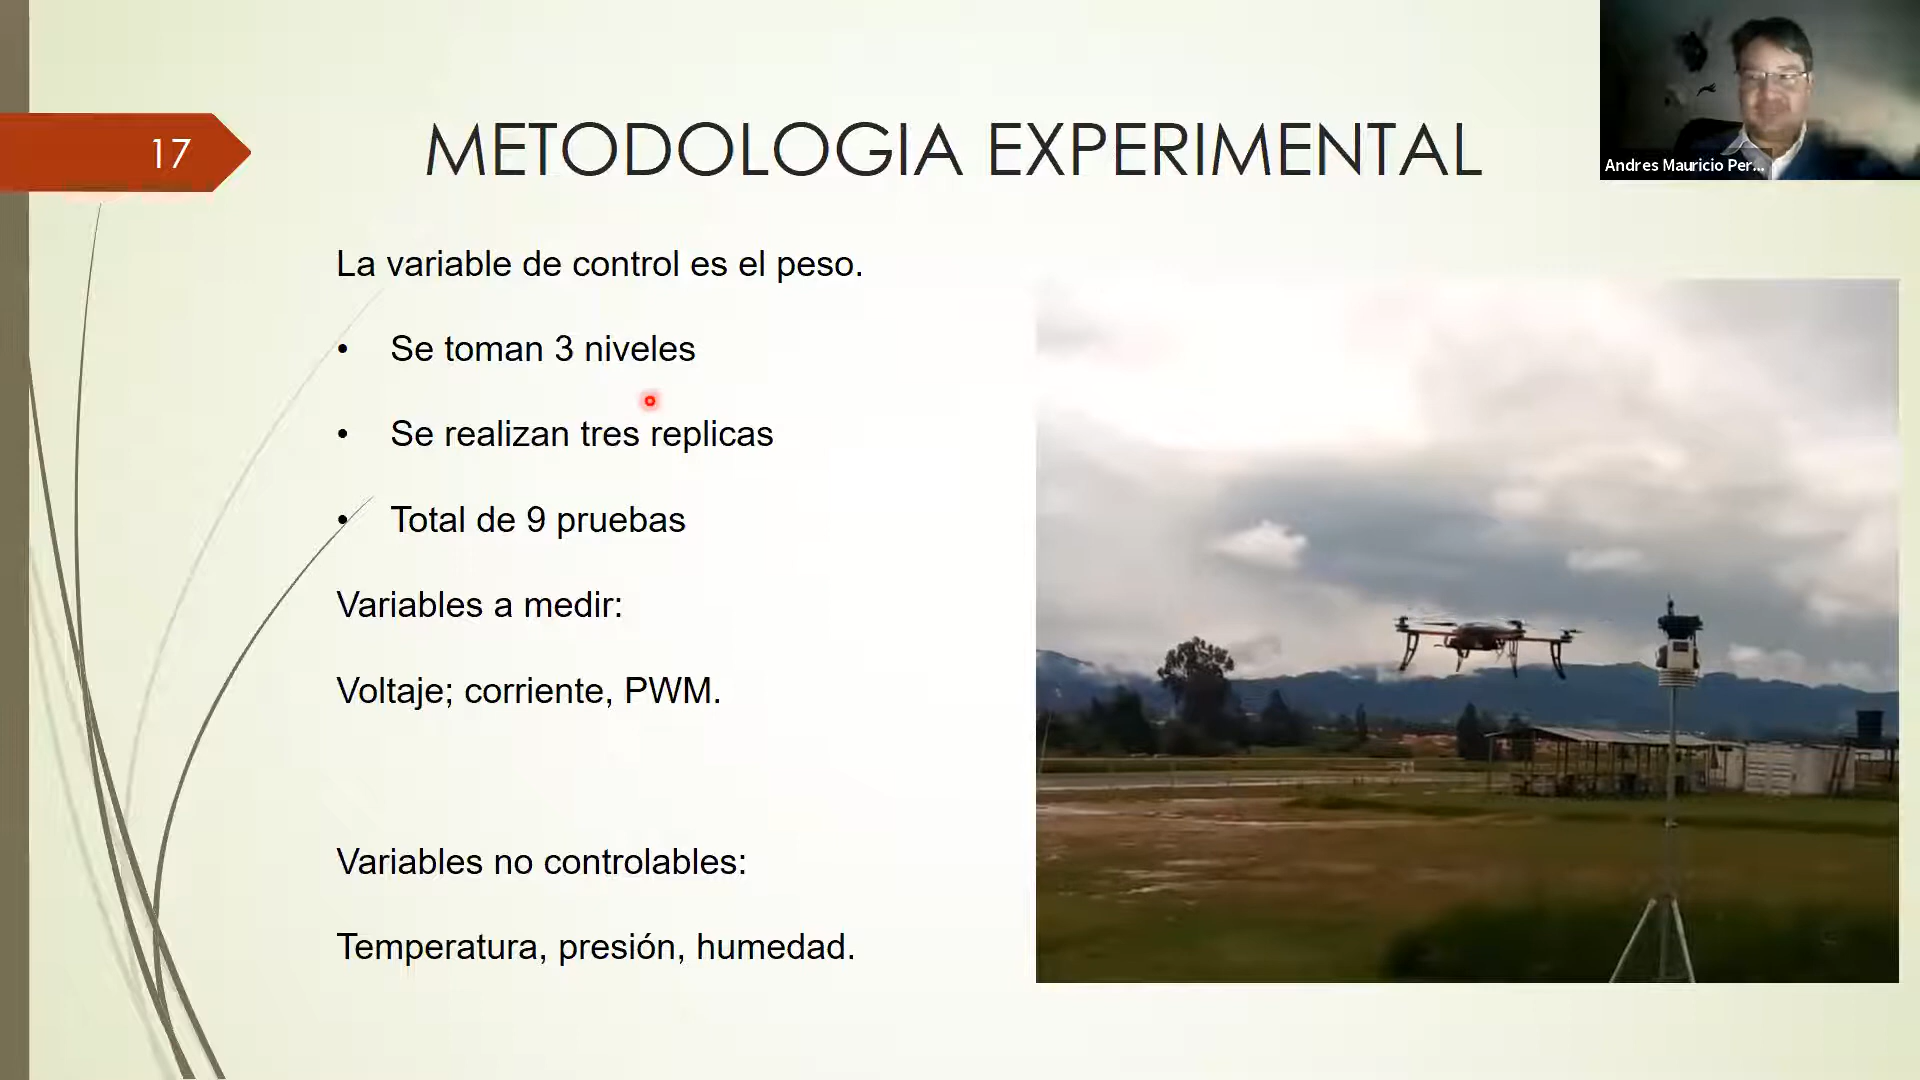 17
METODOLOGIA EXPERIMENTAL
Andres Mauricio Per...
La variable de control es el peso.
• Se toman 3 niveles
• Se realizan tres replicas
• Total de 9 pruebas
Variables a medir:
Voltaje; corriente, PWM.
Variables no controlables:
Temperatura, presión, humedad.